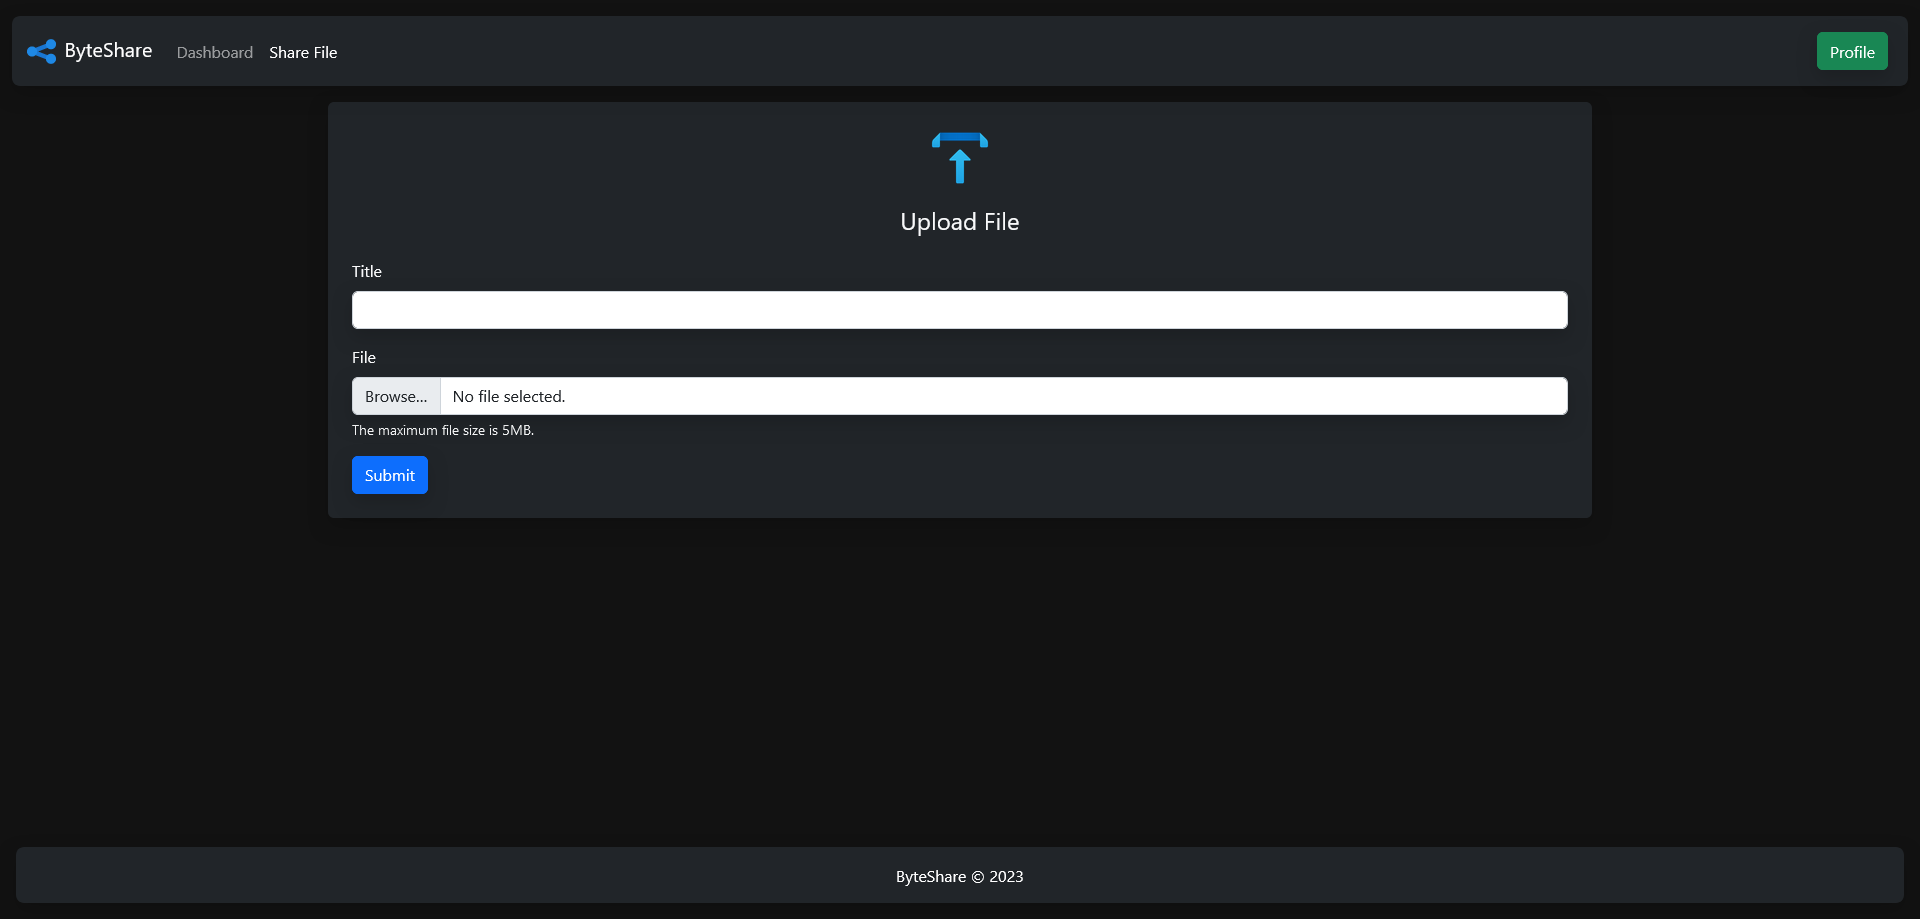 ByteShare Dashboard Share File Profile
Upload File
Title
File
Browse... No file selected.
The maximum file size is 5MB.
Submit
ByteShare © 2023